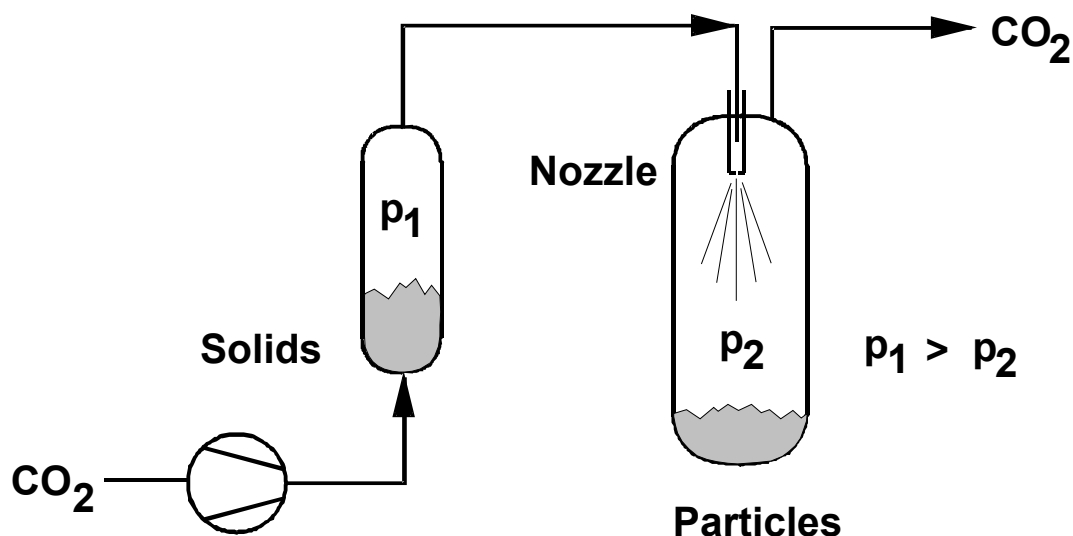 CO2
Nozzle
p1
Solids
p2
p1 > p2
CO2
Particles